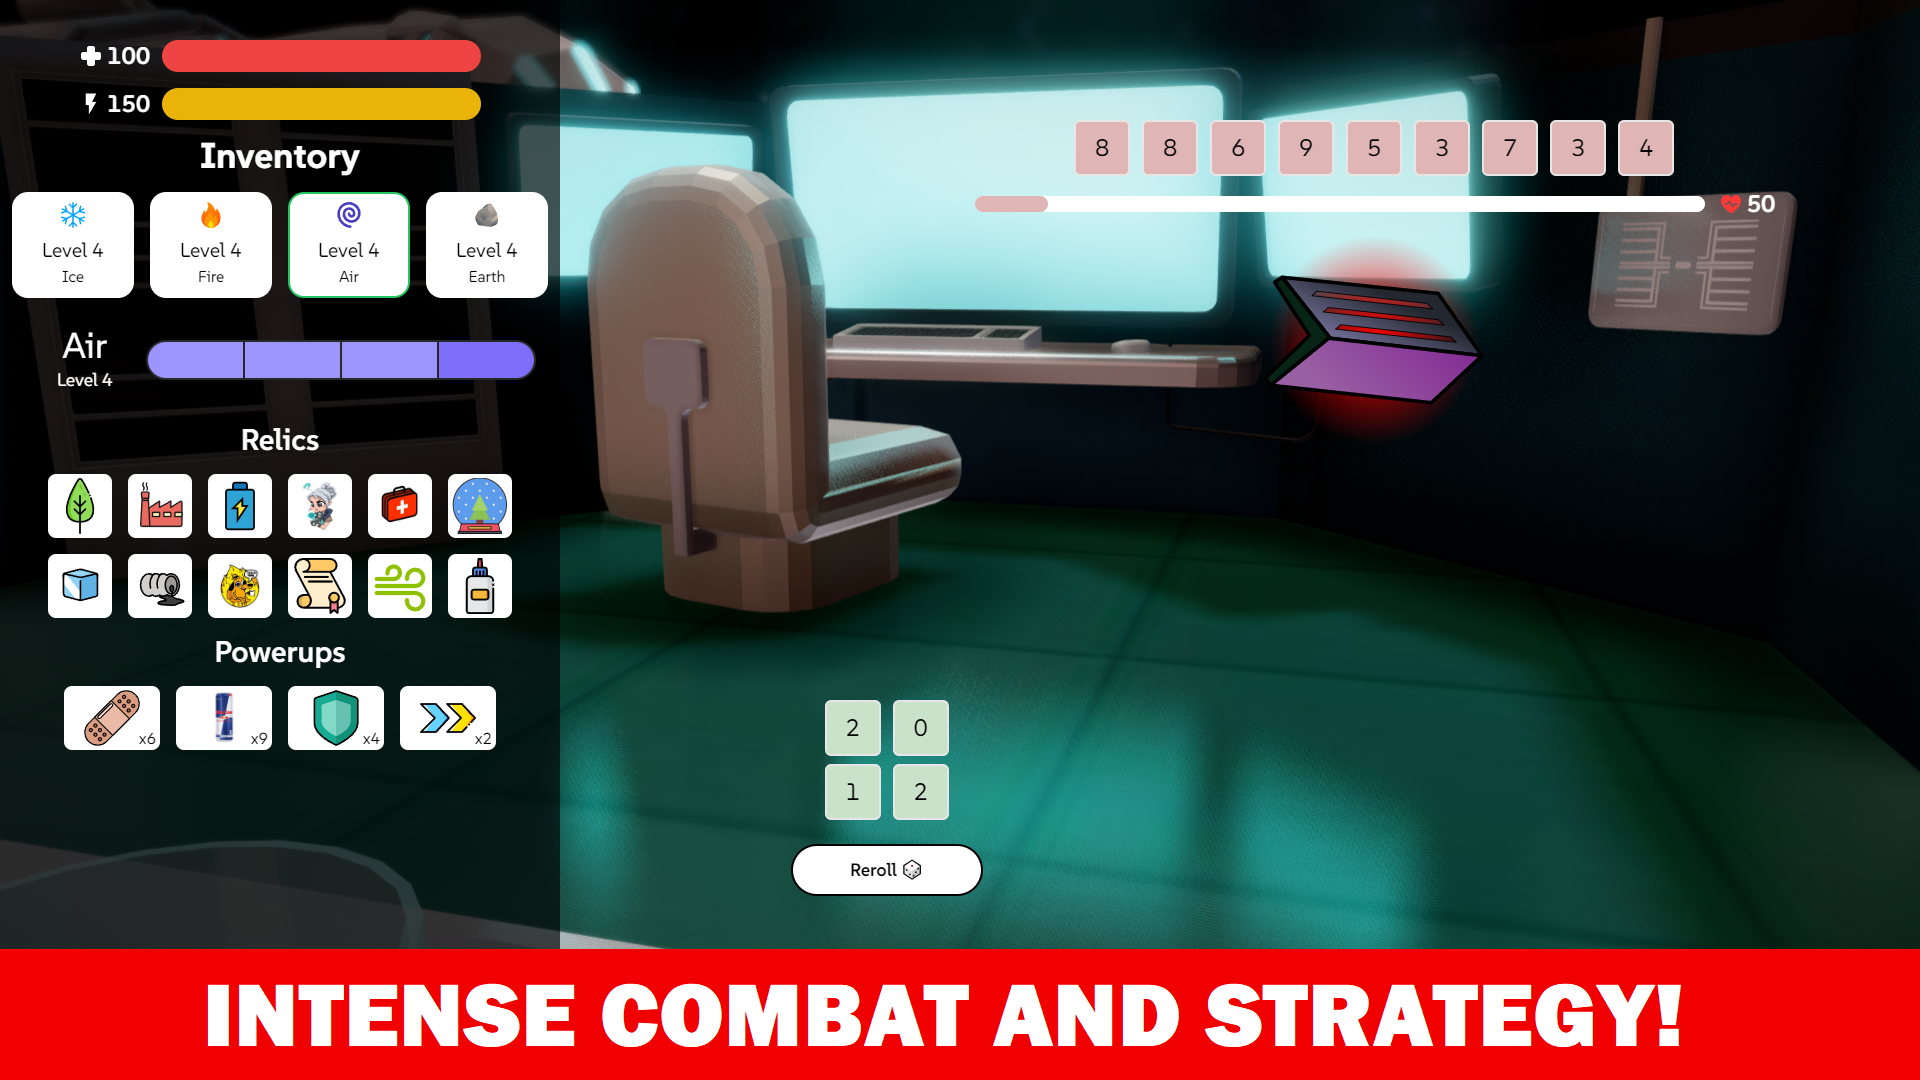 100
150
Inventory
Level 4
Ice
Level 4
Fire
Level 4
Air
Level 4
Earth
Air
Level 4
Relics
Powerups
x6
x9
x4
x2
8 8 6 9 5 3 7 3 4
50
2 0
1 2
Reroll
INTENSE COMBAT AND STRATEGY!